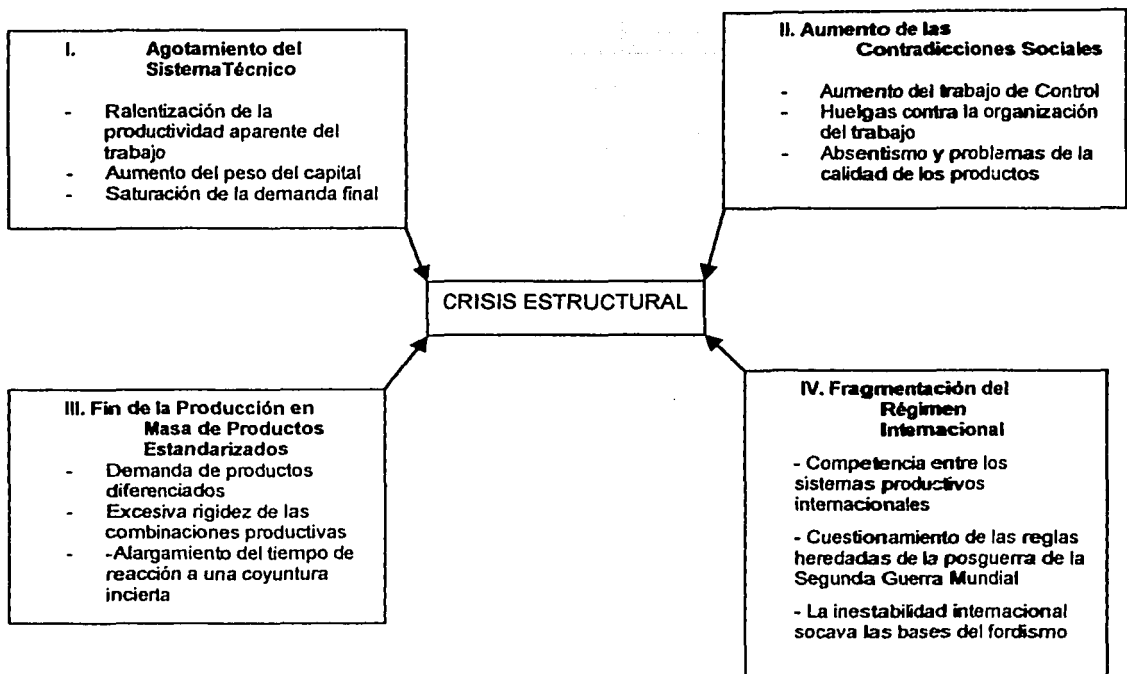 I. Agotamiento del
SistemaTécnico
- Ralentización de la
productividad aparente del
trabajo
- Aumento del peso del capital
- Saturación de la demanda final
II. Aumento de las
Contradicciones Sociales
- Aumento del trabajo de Control
- Huelgas contra la organización
del trabajo
- Absentismo y problemas de la
calidad de los productos
CRISIS ESTRUCTURAL
III. Fin de la Producción en
Masa de Productos
Estandarizados
- Demanda de productos
diferenciados
- Excesiva rigidez de las
combinaciones productivas
- -Alargamiento del tiempo de
reacción a una coyuntura
incierta
IV. Fragmentación del
Régimen
Internacional
- Competencia entre los
sistemas productivos
internacionales
- Cuestionamiento de las reglas
heredadas de la posguerra de la
Segunda Guerra Mundial
- La inestabilidad internacional
socava las bases del fordismo